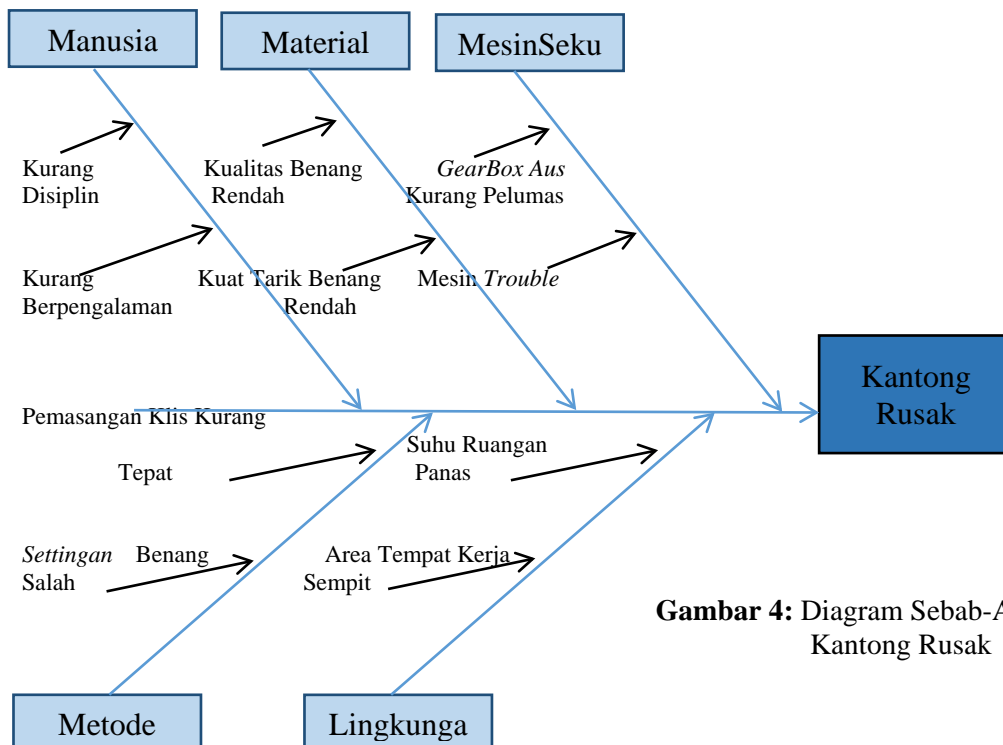 Manusia
Material
MesinSeku
Kurang
Disiplin
Kualitas Benang
Rendah
GearBox Aus
Kurang Pelumas
Kurang
Berpengalaman
Kuat Tarik Benang
Rendah
Mesin Trouble
Kantong
Rusak
Pemasangan Klis Kurang
Tepat
Suhu Ruangan
Panas
Settingan Benang
Salah
Area Tempat Kerja
Sempit
Gambar 4: Diagram Sebab-A
Kantong Rusak
Metode
Lingkunga